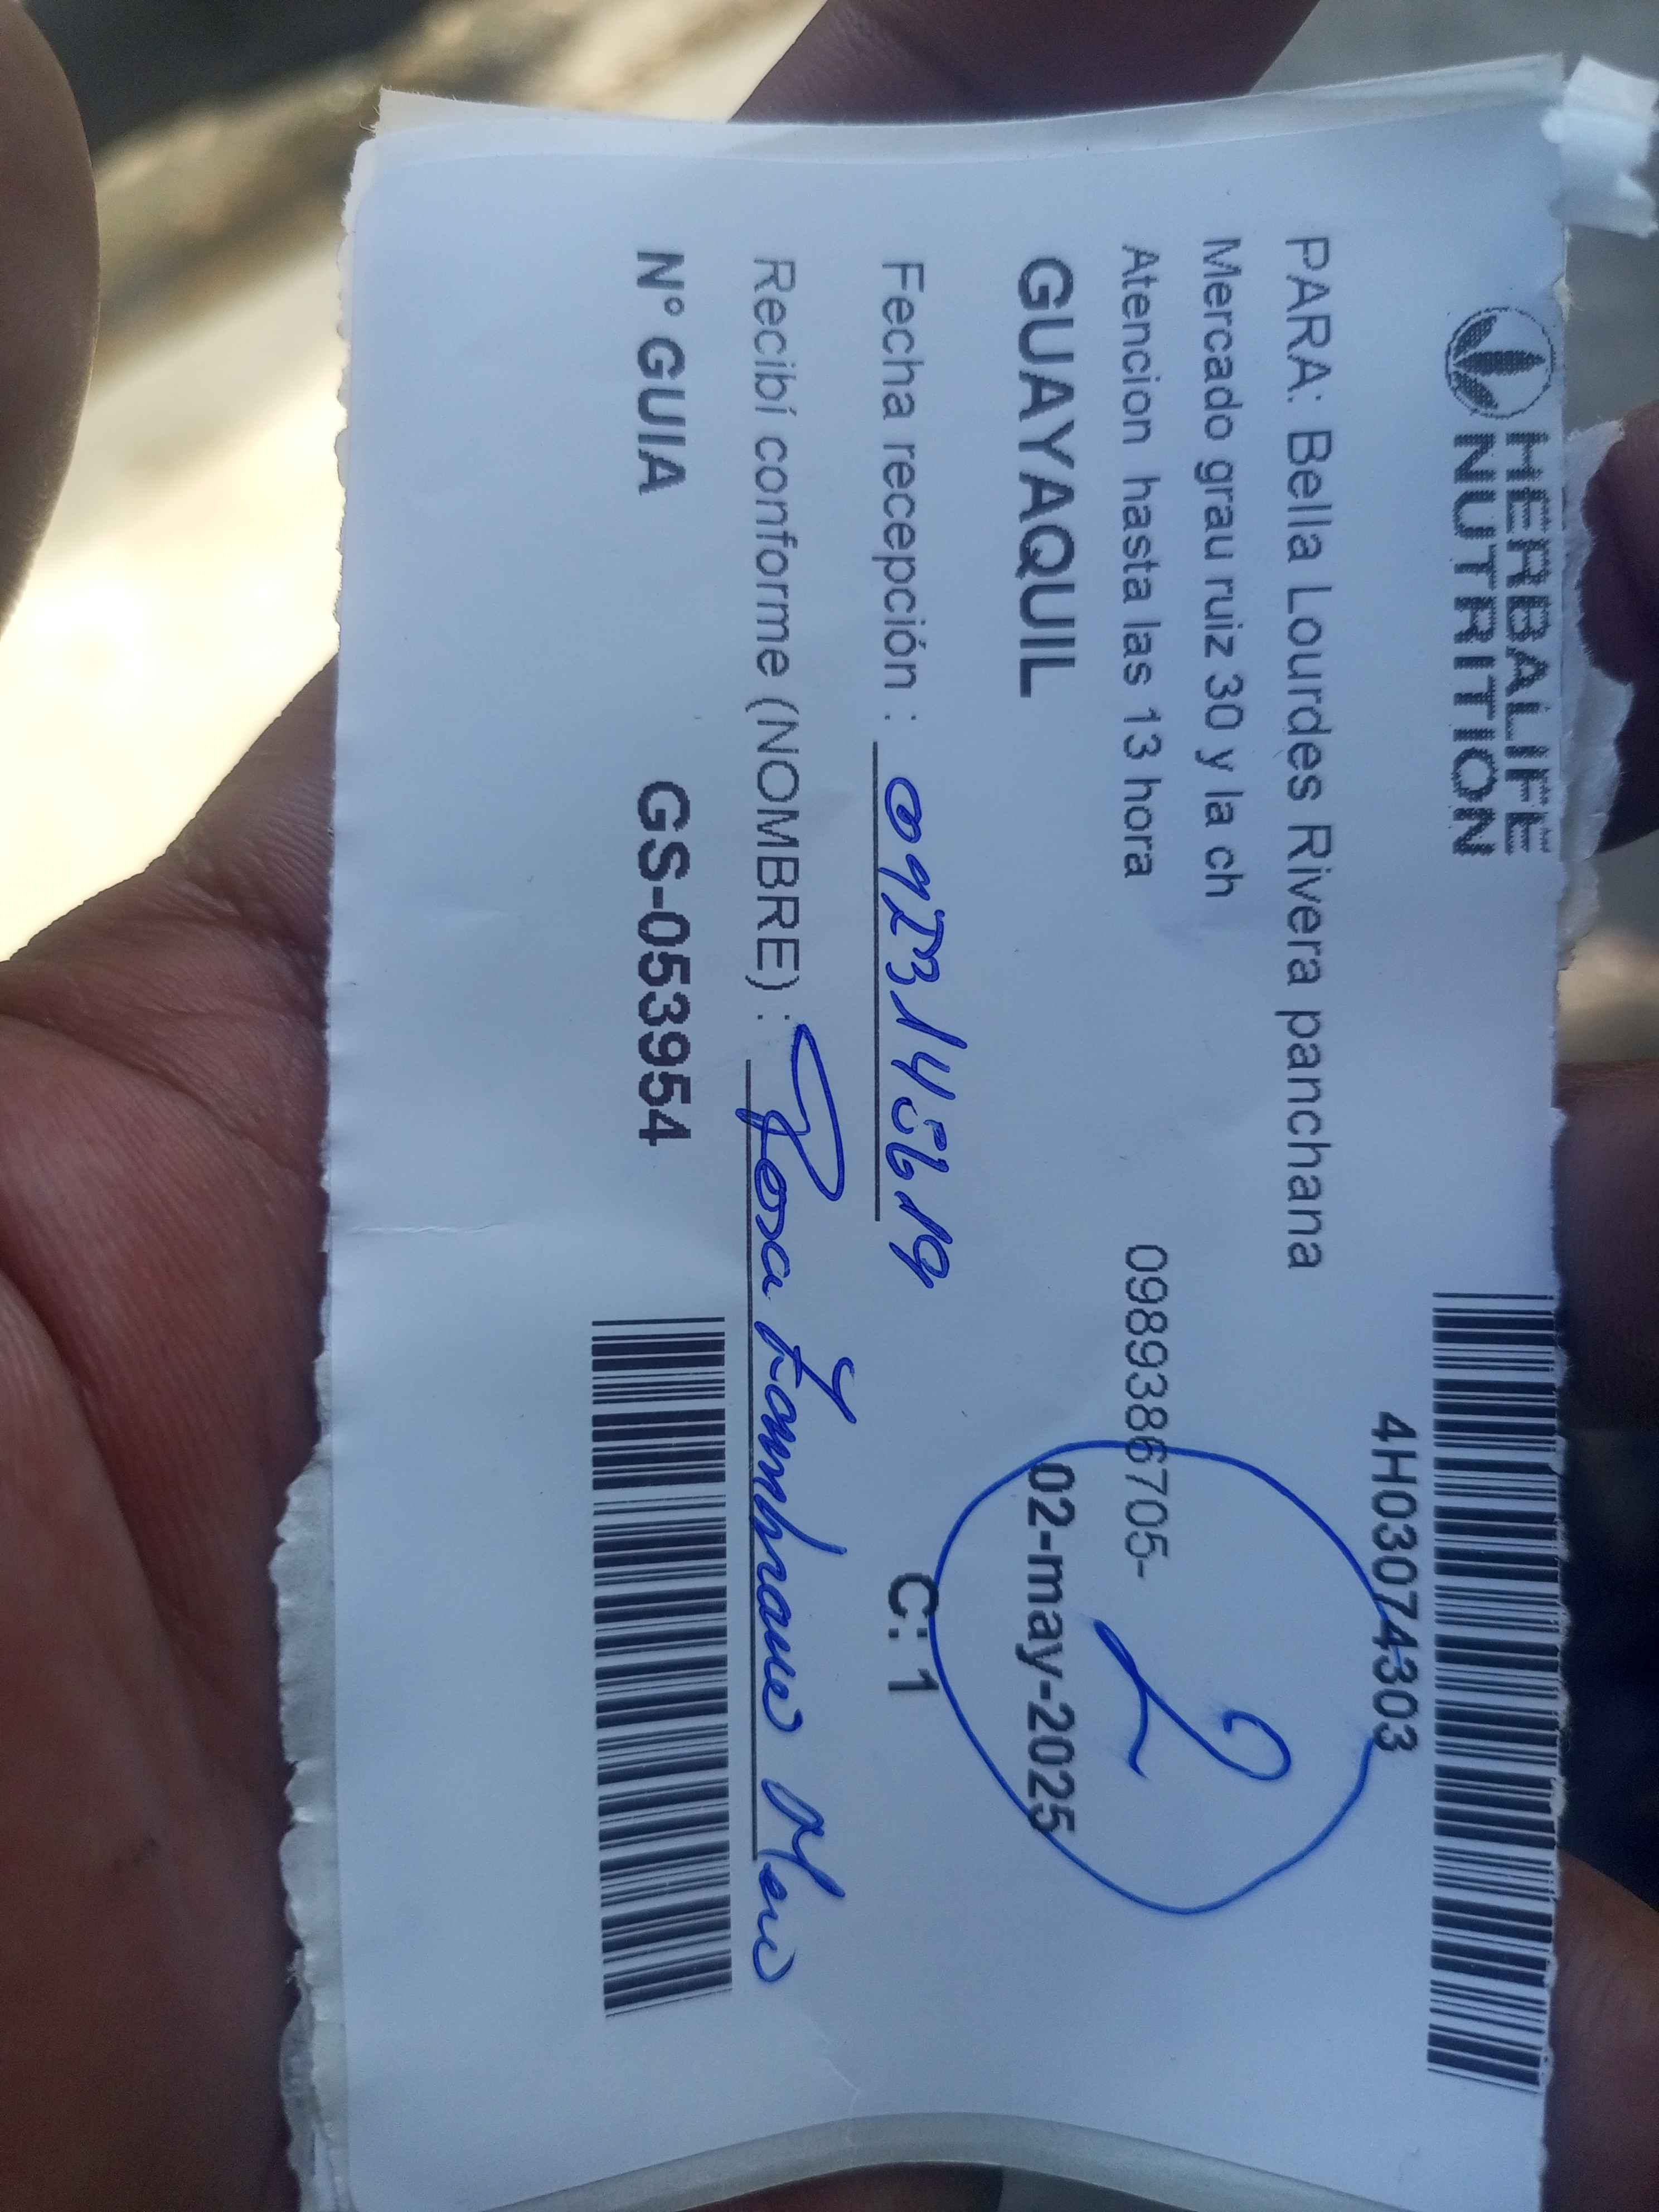 HERBALIFE
NUTRITION
4H03074303
PARA: Bella Lourdes Rivera panchana
Mercado grau ruiz 30 y la ch
2
Atencion hasta las 13 hora 0989386705-
GUAYAQUIL 02-may-2025
Fecha recepción : C: 1
Recibí conforme (NOMBRE) : Rosa
N° GUIA GS-053954